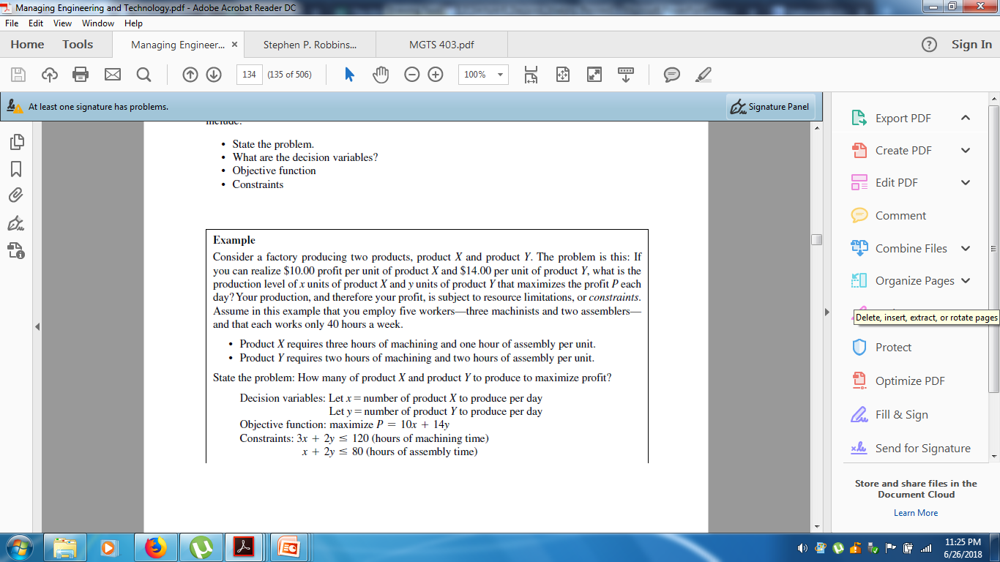 Managing Engineering and Technology.pdf - Adobe Acrobat Reader DC
File Edit View Window Help
Home Tools Managing Engineer... × Stephen P. Robbins... MGTS 403.pdf ? Sign In
134 (135 of 506) 100%
At least one signature has problems. Signature Panel
include:
• State the problem.
• What are the decision variables?
• Objective function
• Constraints
Example
Consider a factory producing two products, product X and product Y. The problem is this: If
you can realize $10.00 profit per unit of product X and $14.00 per unit of product Y, what is the
production level of x units of product X and y units of product Y that maximizes the profit P each
day? Your production, and therefore your profit, is subject to resource limitations, or constraints.
Assume in this example that you employ five workers—three machinists and two assemblers—
and that each works only 40 hours a week.
• Product X requires three hours of machining and one hour of assembly per unit.
• Product Y requires two hours of machining and two hours of assembly per unit.
State the problem: How many of product X and product Y to produce to maximize profit?
Decision variables: Let x = number of product X to produce per day
Let y = number of product Y to produce per day
Objective function: maximize P = 10x + 14y
Constraints: 3x + 2y ≤ 120 (hours of machining time)
x + 2y ≤ 80 (hours of assembly time)
Export PDF
Create PDF
Edit PDF
Comment
Combine Files
Organize Pages
Delete, insert, extract, or rotate pages
Protect
Optimize PDF
Fill & Sign
Send for Signature
Store and share files in the
Document Cloud
Learn More
11:25 PM
6/26/2018